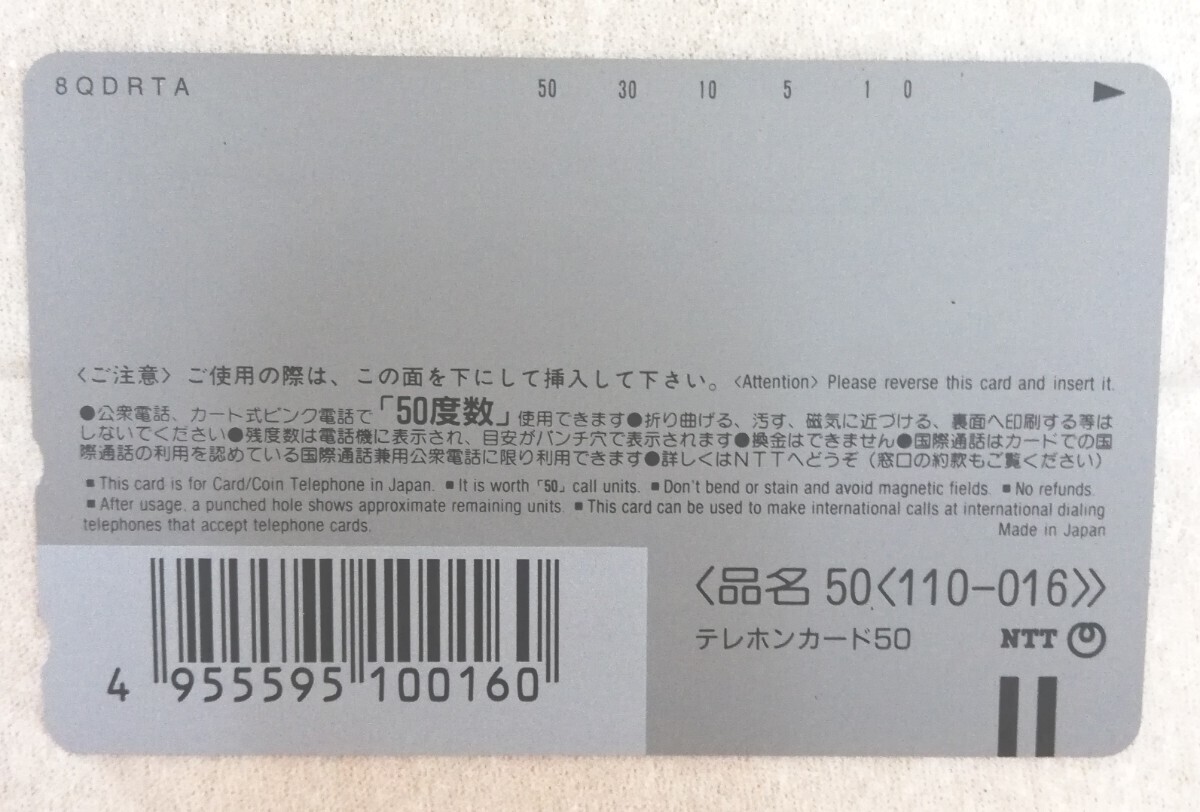 8QDRTA 50 30 10 5 1 0
〈ご注意〉ご使用の際は、この面を下にして挿入して下さい。〈Attention〉Please reverse this card and insert it.
●公衆電話、カード式ピンク電話で「50度数」使用できます●折り曲げる、汚す、磁気に近づける、裏面へ印刷する等は
しないでください●残度数は電話機に表示され、目安がパンチ穴で表示されます●換金はできません●国際通話はカードでの国
際通話の利用を認めている国際通話兼用公衆電話に限り利用できます●詳しくはNTTへどうぞ（窓口の約款もご覧ください）
■This card is for Card/Coin Telephone in Japan. ■It is worth「50」call units. ■Don't bend or stain and avoid magnetic fields. ■No refunds.
■After usage, a punched hole shows approximate remaining units. ■This card can be used to make international calls at international dialing
telephones that accept telephone cards.
Made in Japan
〈品名 50〈110-016〉〉
テレホンカード50 NTT
4 955595 100160